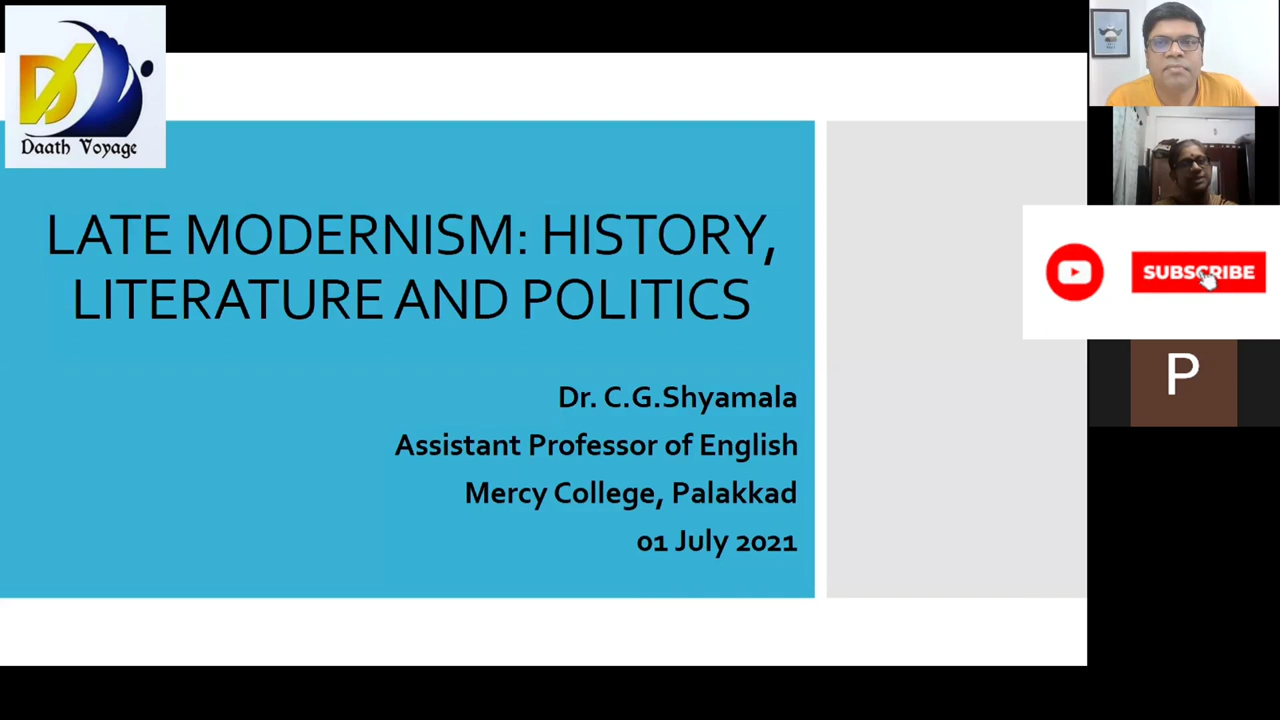 Daath Voyage
LATE MODERNISM: HISTORY,
LITERATURE AND POLITICS
Dr. C.G.Shyamala
Assistant Professor of English
Mercy College, Palakkad
01 July 2021
SUBSCRIBE
P